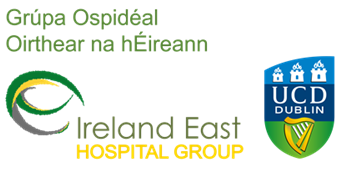 Grúpa Ospidéal
Oirthear na hÉireann
Ireland East
HOSPITAL GROUP
UCD
DUBLIN